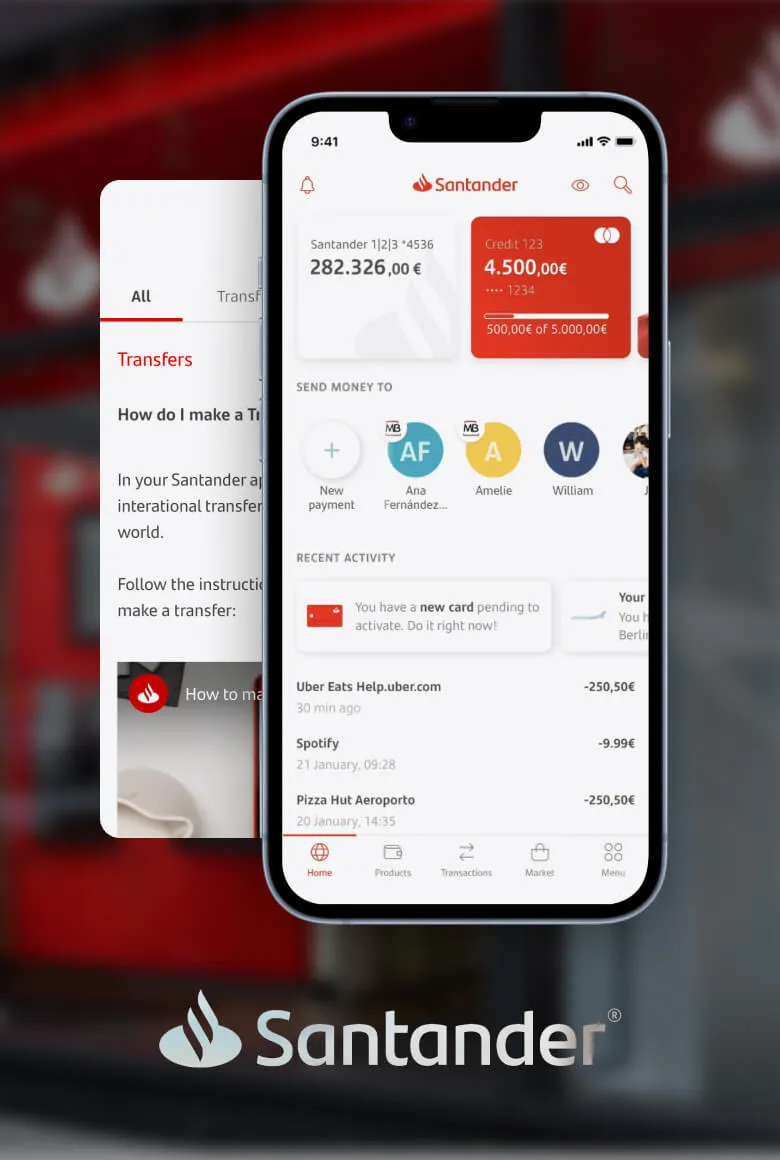 9:41
Santander
Santander 1|2|3 *4536
282.326,00 €
Credit 123
4.500,00€
•••• 1234
500,00€ of 5.000,00€
SEND MONEY TO
MB
AF
MB
A
W
New
payment
Ana
Fernández...
Amelie
William
J
RECENT ACTIVITY
You have a new card pending to
activate. Do it right now!
Your
You h
Berlin
Uber Eats Help.uber.com
-250,50€
30 min ago
Spotify
-9.99€
21 January, 09:28
Pizza Hut Aeroporto
-250,50€
20 January, 14:35
Home
Products
Transactions
Market
Menu
All
Transf
Transfers
How do I make a Tr
In your Santander ap
interational transfer
world.
Follow the instructio
make a transfer:
How to ma
Santander®